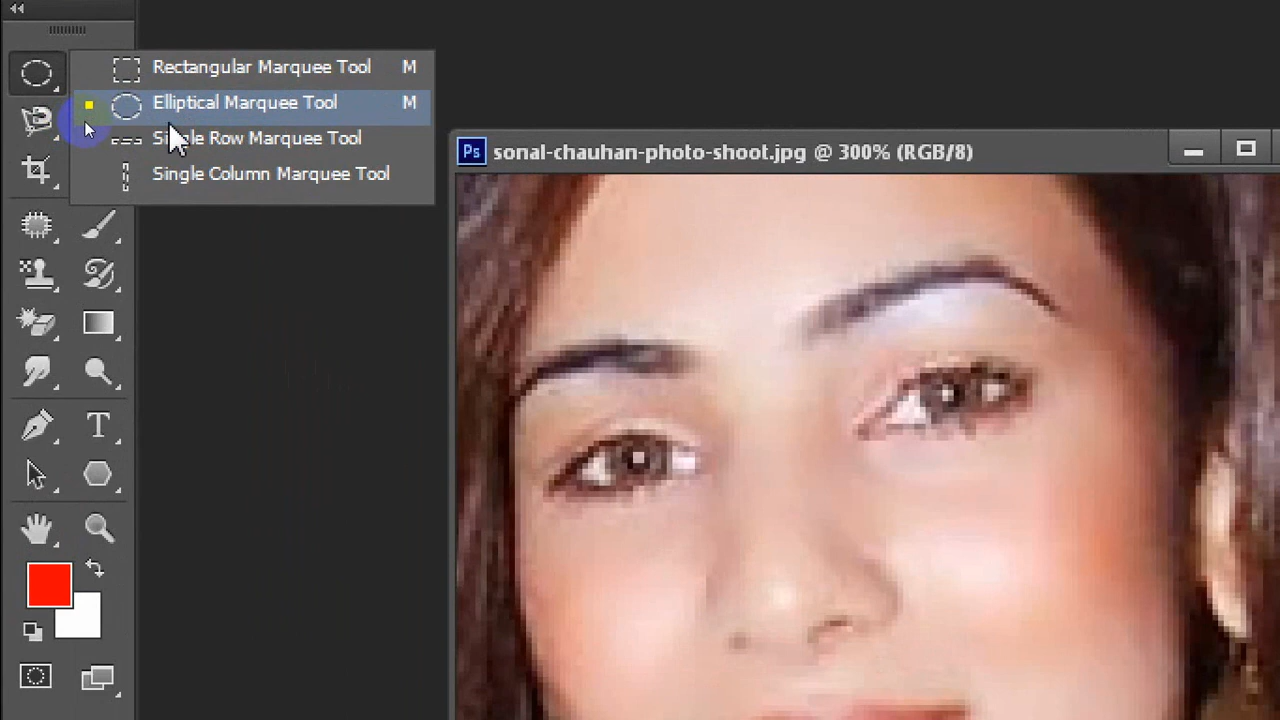 Rectangular Marquee Tool M
Elliptical Marquee Tool M
Single Row Marquee Tool
Single Column Marquee Tool
Ps sonal-chauhan-photo-shoot.jpg @ 300% (RGB/8)
T